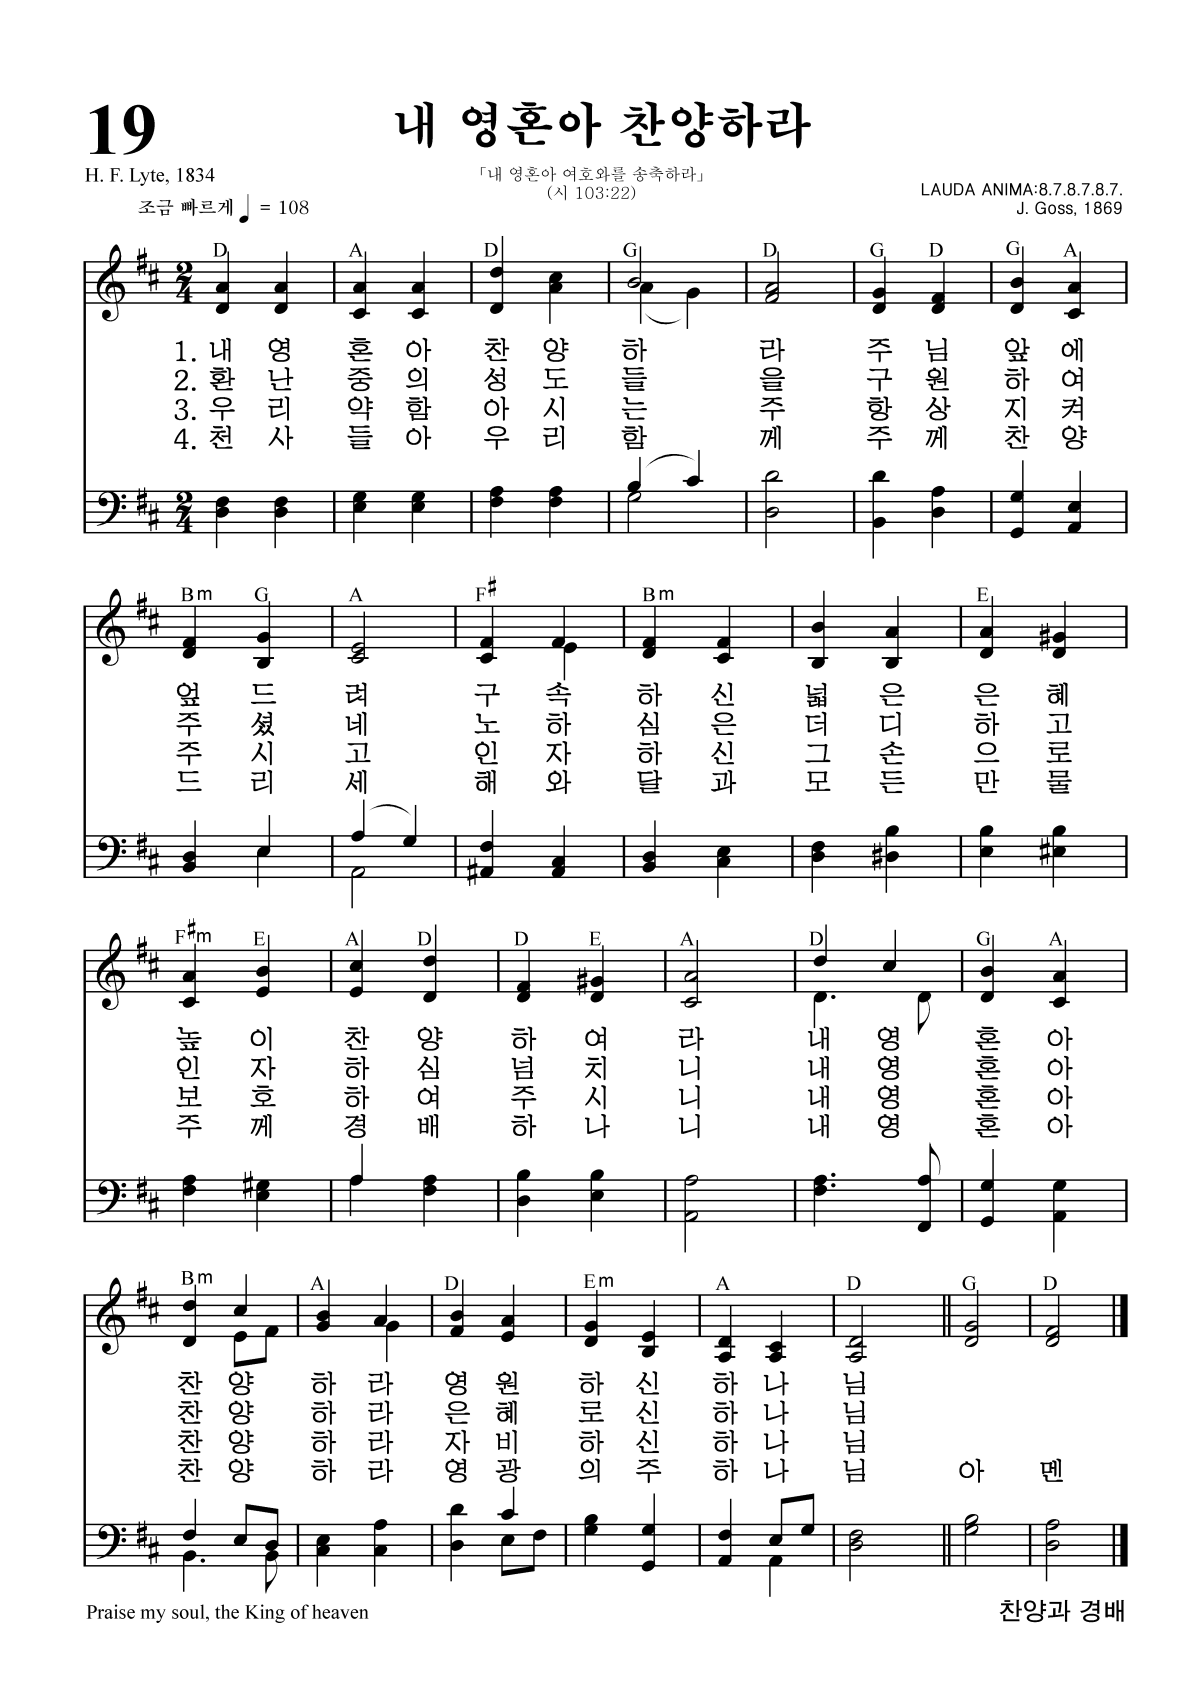 19
내 영혼아 찬양하라
H. F. Lyte, 1834
「내 영혼아 여호와를 송축하라」
(시 103:22)
LAUDA ANIMA:8.7.8.7.8.7.
조금 빠르게 ♩ = 108
J. Goss, 1869
D A D G D G D G A
1. 내 영 혼 아 찬 양 하 라 주 님 앞 에
2. 환 난 중 의 성 도 들 을 구 원 하 여
3. 우 리 약 함 아 시 는 주 항 상 지 켜
4. 천 사 들 아 우 리 함 께 주 께 찬 양
Bm G A F# Bm E
엎 드 려 구 속 하 신 넓 은 은 혜
주 셨 네 노 하 심 은 더 디 하 고
주 시 고 인 자 하 신 그 손 으 로
드 리 세 해 와 달 과 모 든 만 물
F#m E A D D E A D G A
높 이 찬 양 하 여 라 내 영 혼 아
인 자 하 심 넘 치 니 내 영 혼 아
보 호 하 여 주 시 니 내 영 혼 아
주 께 경 배 하 나 니 내 영 혼 아
Bm A D Em A D G D
찬 양 하 라 영 원 하 신 하 나 님
찬 양 하 라 은 혜 로 신 하 나 님
찬 양 하 라 자 비 하 신 하 나 님
찬 양 하 라 영 광 의 주 하 나 님 아 멘
Praise my soul, the King of heaven
찬양과 경배